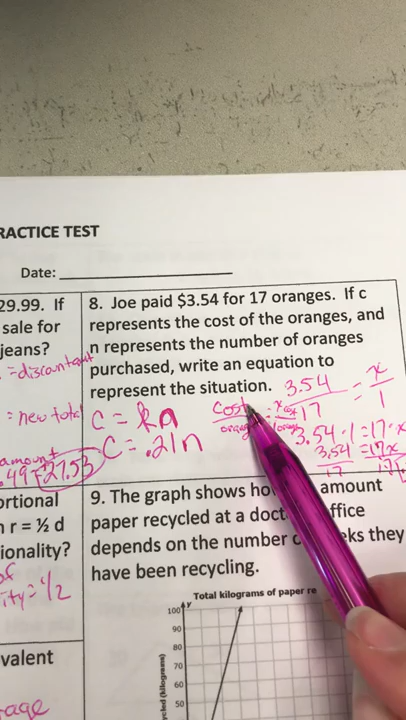 RACTICE TEST
Date:
29.99. If
sale for
jeans?
= discount
= new total
amount
.49 27.53
8. Joe paid $3.54 for 17 oranges. If c
represents the cost of the oranges, and
n represents the number of oranges
purchased, write an equation to
represent the situation.
C = kn
C = .21n
cost
3.54
17
=
x
1
3.54 · 1 = 17 · x
3.54 = 17x
17
ortional
n r = ½ d
ionality?
of
ity = 1/2
valent
age
9. The graph shows ho amount
paper recycled at a doct ffice
depends on the number o eks they
have been recycling.
Total kilograms of paper re
y
100
90
80
70
60
50
ycled (kilograms)